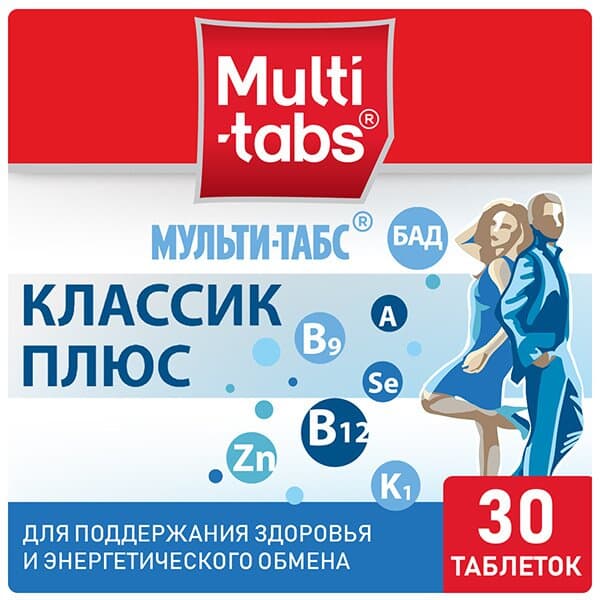 Multi
-tabs®
МУЛЬТИ-ТАБС®
БАД
КЛАССИК
ПЛЮС
A
B9
Se
B12
Zn
K1
ДЛЯ ПОДДЕРЖАНИЯ ЗДОРОВЬЯ
И ЭНЕРГЕТИЧЕСКОГО ОБМЕНА
30
ТАБЛЕТОК